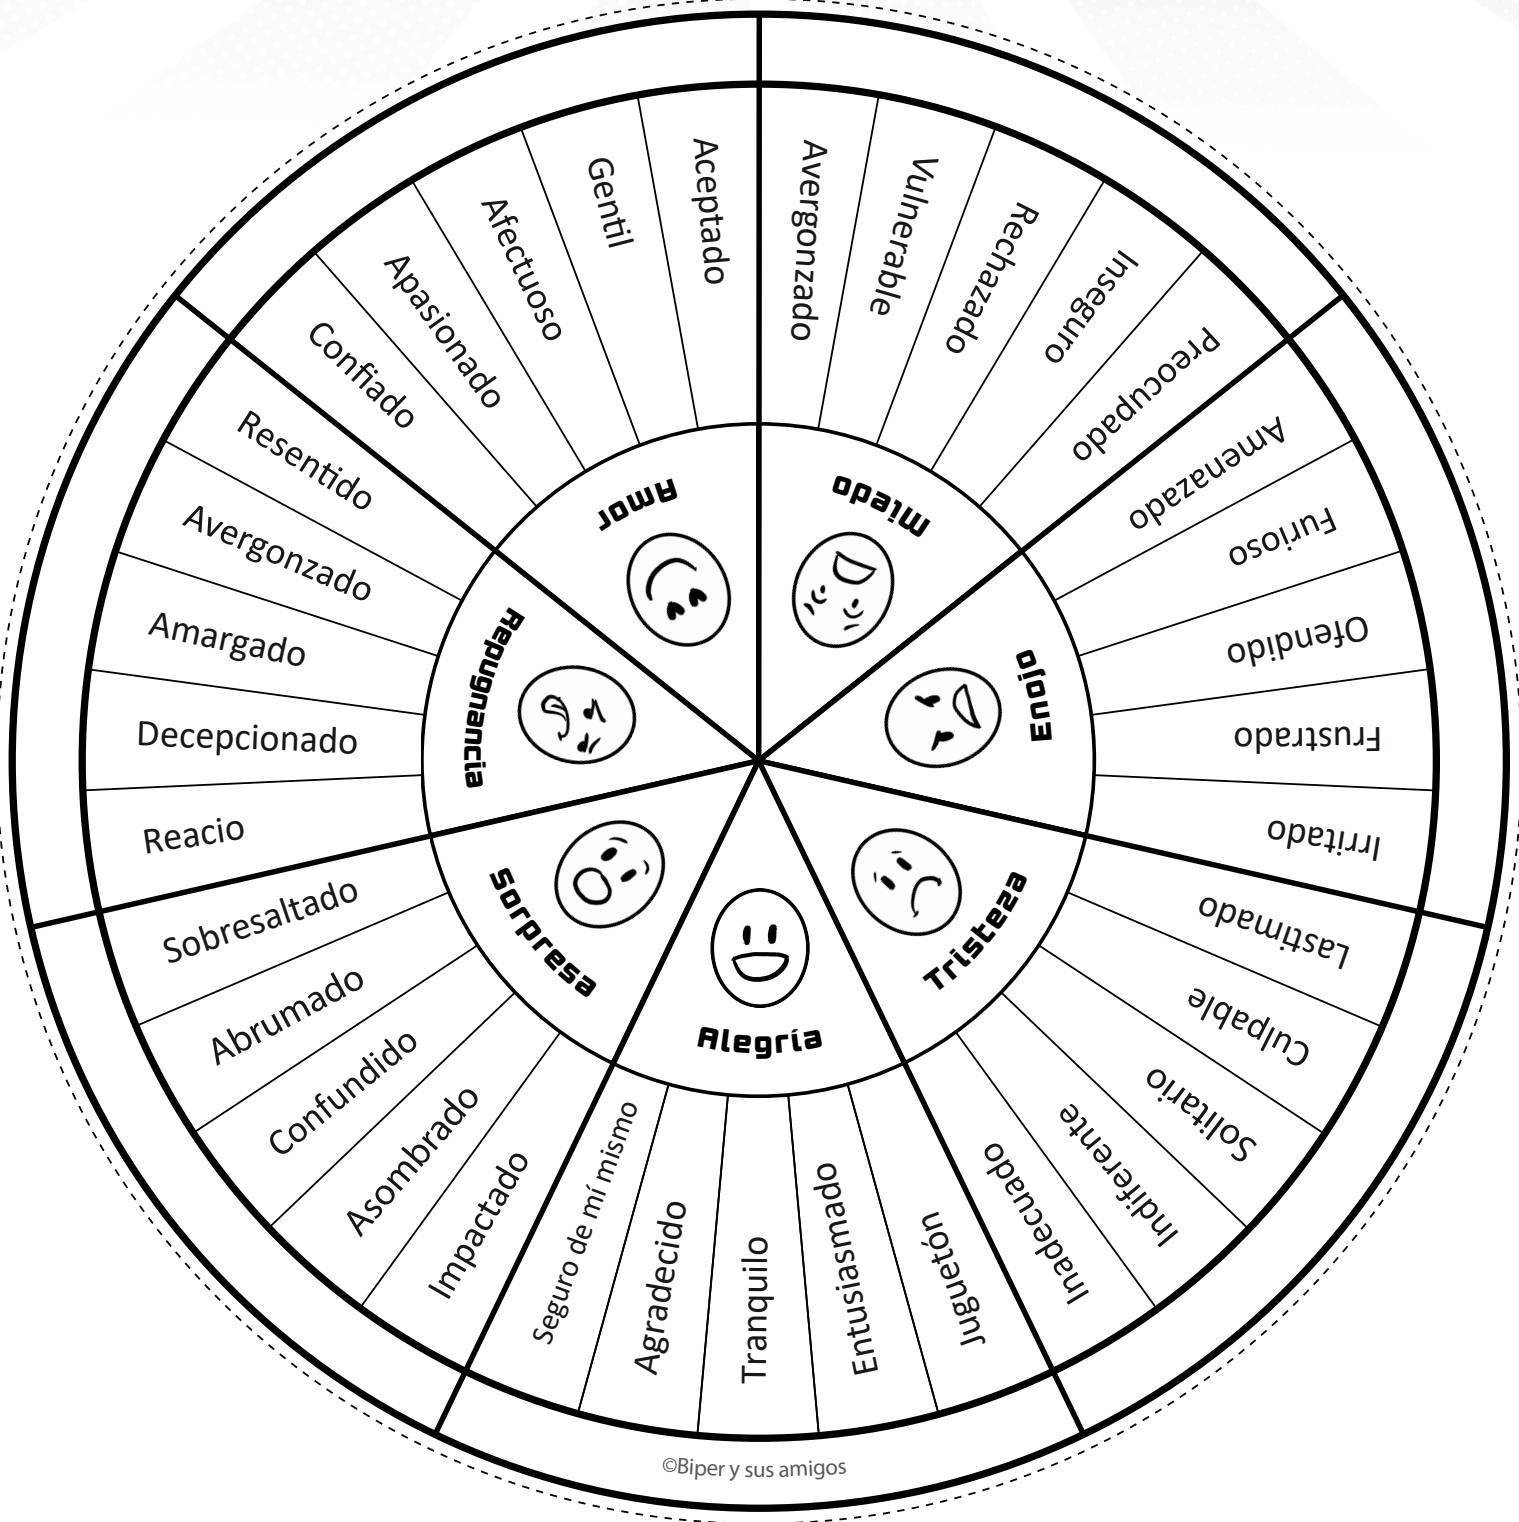 Miedo
Avergonzado
Vulnerable
Rechazado
Inseguro
Preocupado
Enojo
Amenazado
Furioso
Ofendido
Frustrado
Irritado
Tristeza
Lastimado
Culpable
Solitario
Indiferente
Inadecuado
Alegría
Juguetón
Entusiasmado
Tranquilo
Agradecido
Seguro de mí mismo
Sorpresa
Impactado
Asombrado
Confundido
Abrumado
Sobresaltado
Repugnancia
Reacio
Decepcionado
Amargado
Avergonzado
Resentido
Amor
Confiado
Apasionado
Afectuoso
Gentil
Aceptado
©Biper y sus amigos